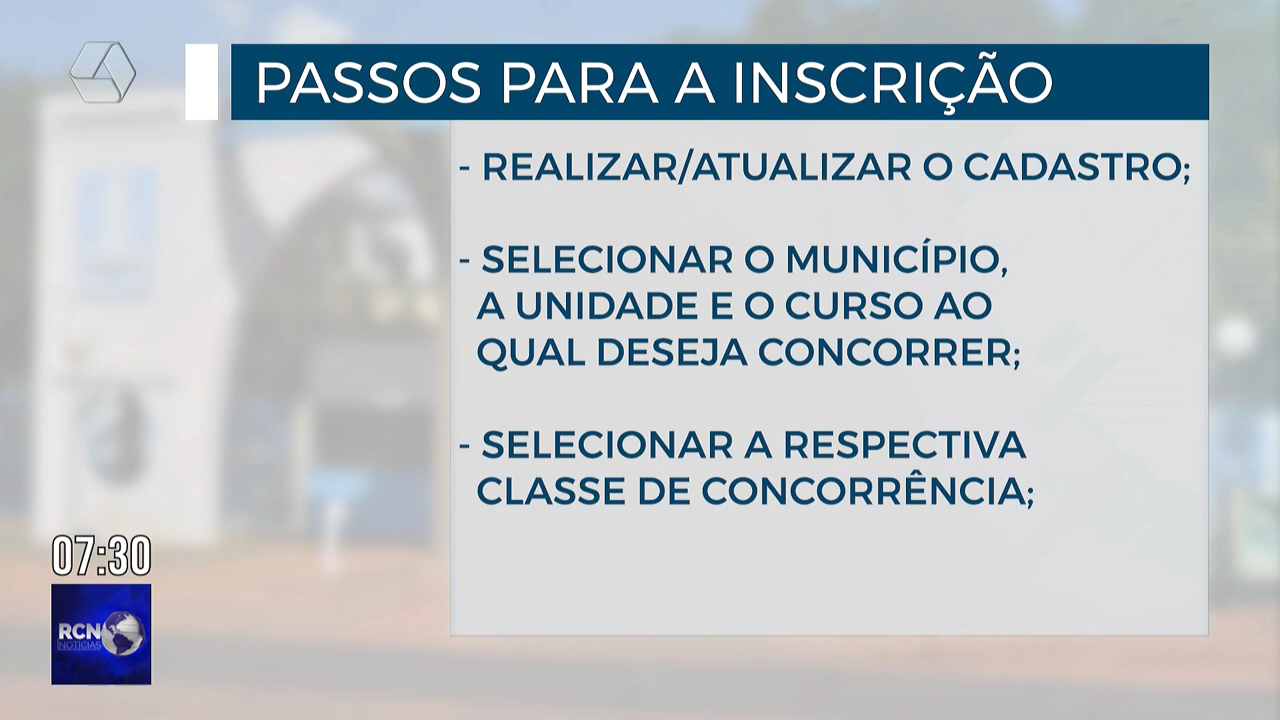 PASSOS PARA A INSCRIÇÃO
- REALIZAR/ATUALIZAR O CADASTRO;
- SELECIONAR O MUNICÍPIO,
A UNIDADE E O CURSO AO
QUAL DESEJA CONCORRER;
- SELECIONAR A RESPECTIVA
CLASSE DE CONCORRÊNCIA;
07:30
RCN
NOTÍCIAS